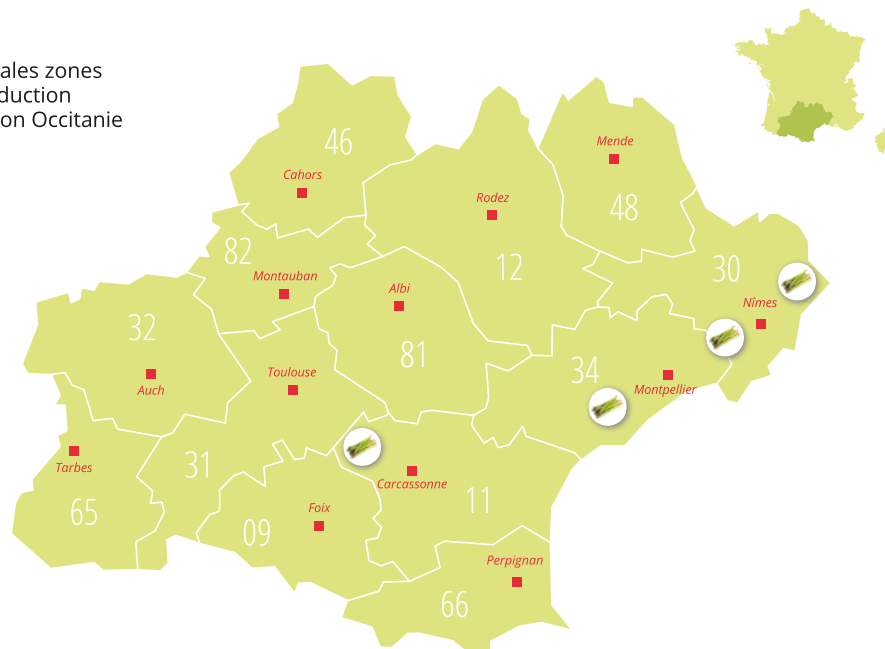 ales zones
duction
on Occitanie
46
Cahors
Mende
48
Rodez
12
82
Montauban
30
Nîmes
Albi
81
32
Auch
Toulouse
34
Montpellier
31
Tarbes
65
Carcassonne
11
Foix
09
Perpignan
66